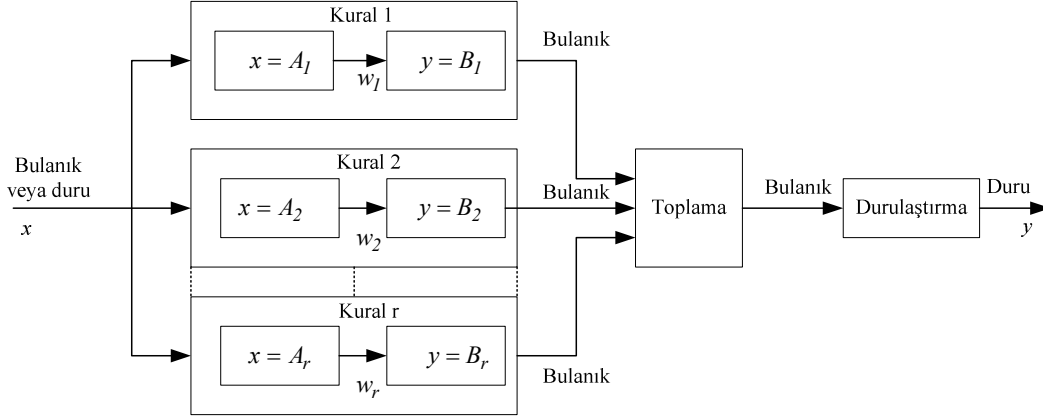 Kural 1
x = A1
w1
y = B1
Bulanık
Bulanık
veya duru
x
Kural 2
x = A2
w2
y = B2
Bulanık
Toplama
Bulanık
Durulaştırma
Duru
y
Kural r
x = Ar
wr
y = Br
Bulanık